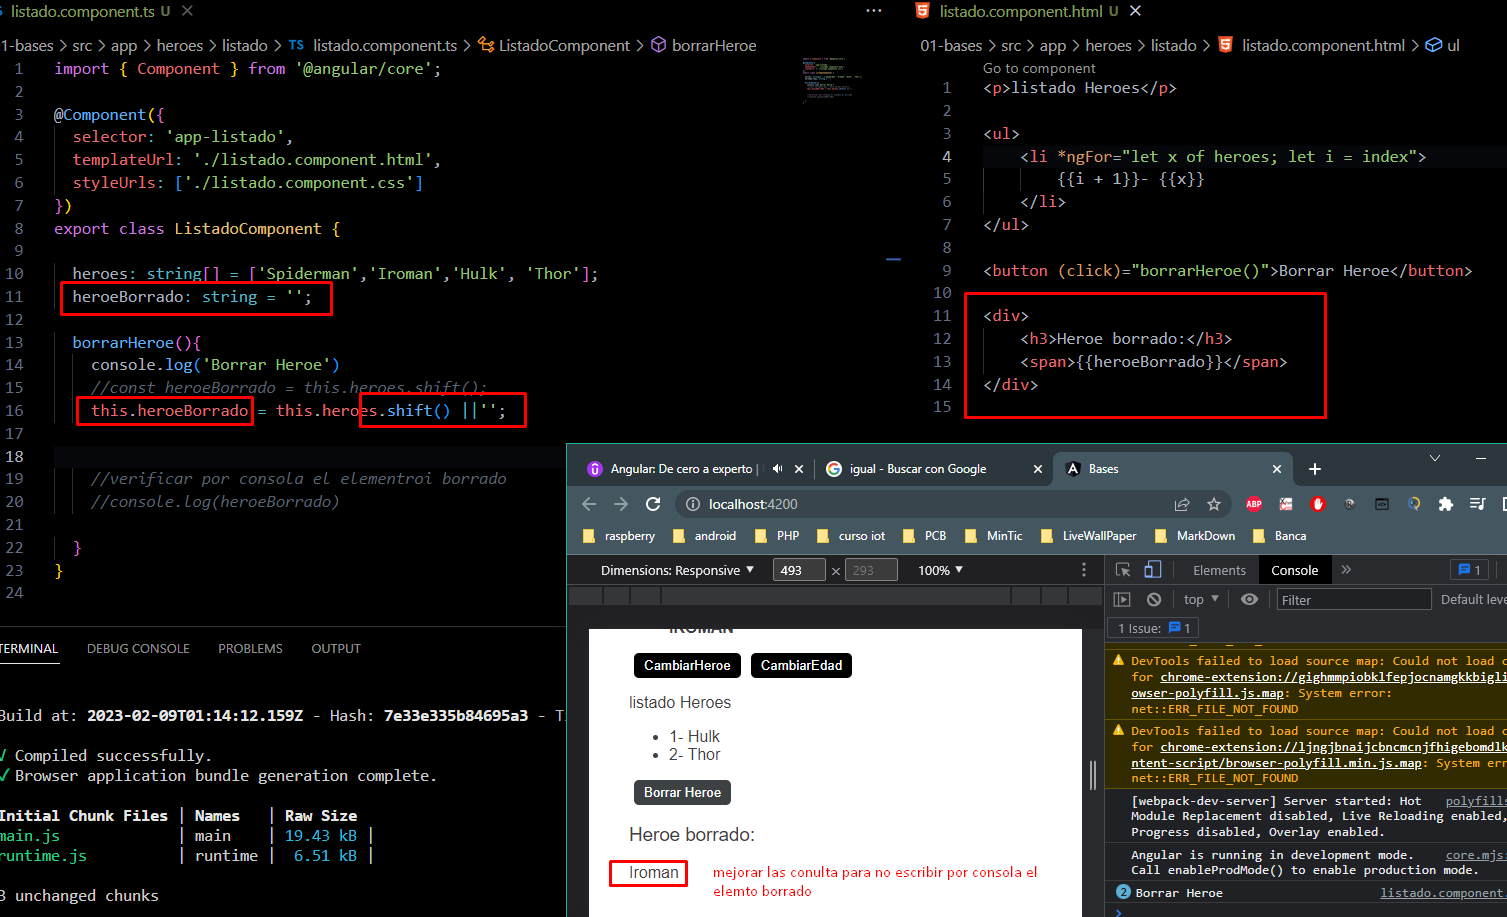 listado.component.ts U
listado.component.html U
01-bases > src > app > heroes > listado > TS listado.component.ts > ListadoComponent > borrarHeroe
1 import { Component } from '@angular/core';
2
3 @Component({
4 selector: 'app-listado',
5 templateUrl: './listado.component.html',
6 styleUrls: ['./listado.component.css']
7 })
8 export class ListadoComponent {
9
10 heroes: string[] = ['Spiderman','Iroman','Hulk', 'Thor'];
11 heroeBorrado: string = '';
12
13 borrarHeroe(){
14 console.log('Borrar Heroe')
15 //const heroeBorrado = this.heroes.shift();
16 this.heroeBorrado = this.heroes.shift() ||'';
17
18
19 //verificar por consola el elementroi borrado
20 //console.log(heroeBorrado)
21
22 }
23 }
24
01-bases > src > app > heroes > listado > listado.component.html > ul
Go to component
1 <p>listado Heroes</p>
2
3 <ul>
4 <li *ngFor="let x of heroes; let i = index">
5 {{i + 1}}- {{x}}
6 </li>
7 </ul>
8
9 <button (click)="borrarHeroe()">Borrar Heroe</button>
10
11 <div>
12 <h3>Heroe borrado:</h3>
13 <span>{{heroeBorrado}}</span>
14 </div>
15
TERMINAL DEBUG CONSOLE PROBLEMS OUTPUT
Build at: 2023-02-09T01:14:12.159Z - Hash: 7e33e335b84695a3 - Ti
√ Compiled successfully.
√ Browser application bundle generation complete.
Initial Chunk Files | Names | Raw Size
main.js | main | 19.43 kB |
runtime.js | runtime | 6.51 kB |
3 unchanged chunks
Angular: De cero a experto |
igual - Buscar con Google
Bases
localhost:4200
ABP
raspberry android PHP curso iot PCB MinTic LiveWallPaper MarkDown Banca
Dimensions: Responsive 493 × 293 100%
IROMAN
CambiarHeroe CambiarEdad
listado Heroes
1- Hulk
2- Thor
Borrar Heroe
Heroe borrado:
Iroman
mejorar las conulta para no escribir por consola el
elemto borrado
Elements Console » 1
top Filter Default leve
1 Issue: 1
DevTools failed to load source map: Could not load c
for chrome-extension://gighmmpiobklfepjocnamgkkbigli
owser-polyfill.js.map: System error:
net::ERR_FILE_NOT_FOUND
DevTools failed to load source map: Could not load c
for chrome-extension://ljngjbnaijcbncmcnjfhigebomdlk
ntent-script/browser-polyfill.min.js.map: System err
net::ERR_FILE_NOT_FOUND
[webpack-dev-server] Server started: Hot polyfills
Module Replacement disabled, Live Reloading enabled,
Progress disabled, Overlay enabled.
Angular is running in development mode. core.mjs:
Call enableProdMode() to enable production mode.
2 Borrar Heroe listado.component.